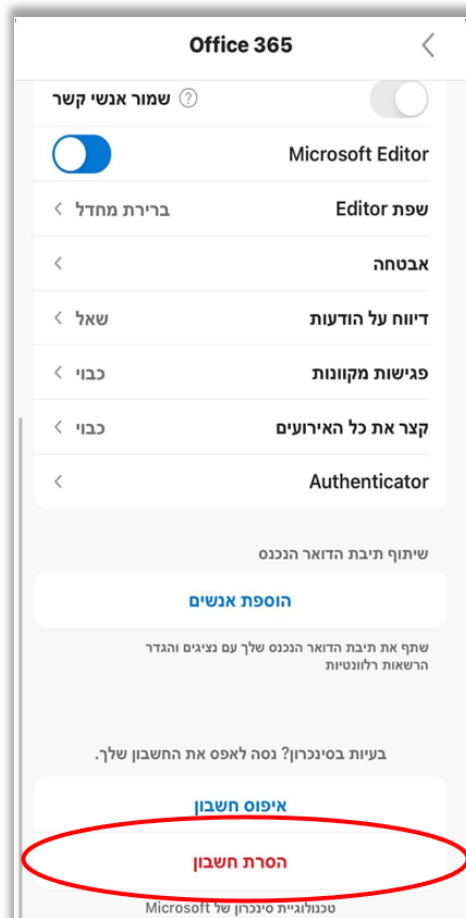 Office 365
שמור אנשי קשר
Microsoft Editor
שפת Editor ברירת מחדל
אבטחה
דיווח על הודעות שאל
פגישות מקוונות כבוי
קצר את כל האירועים כבוי
Authenticator
שיתוף תיבת הדואר הנכנס
הוספת אנשים
שתף את תיבת הדואר הנכנס שלך עם נציגים והגדר
הרשאות רלוונטיות
בעיות בסינכרון? נסה לאפס את החשבון שלך.
איפוס חשבון
הסרת חשבון
טכנולוגיית סינכרון של Microsoft